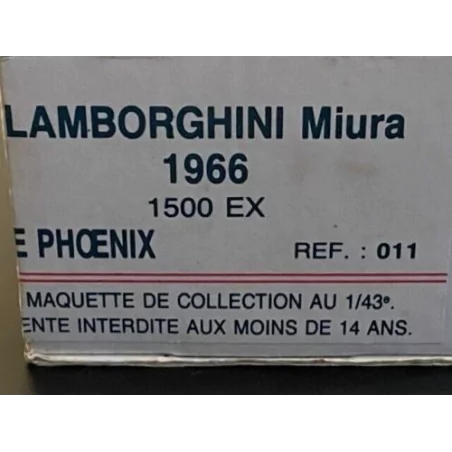 LAMBORGHINI Miura
1966
1500 EX
E PHŒNIX REF. : 011
MAQUETTE DE COLLECTION AU 1/43e.
ENTE INTERDITE AUX MOINS DE 14 ANS.